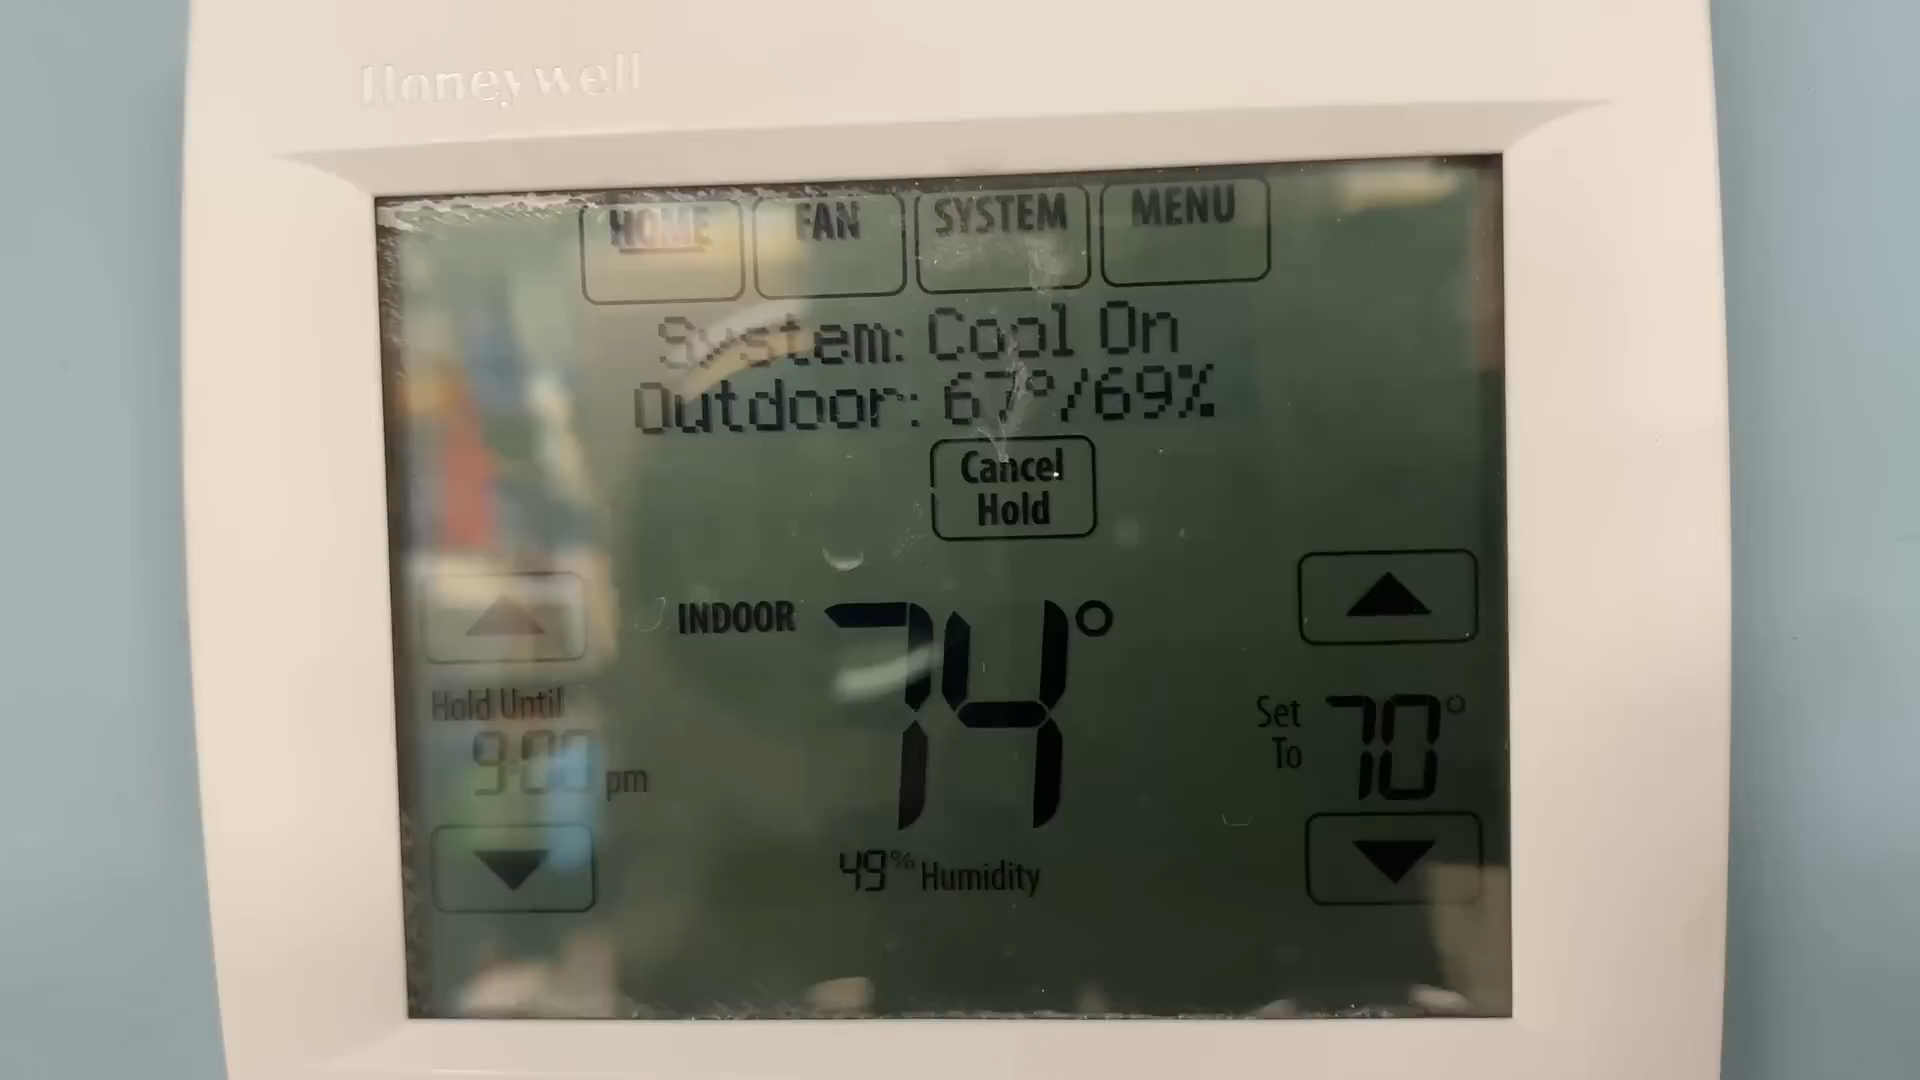 Honeywell
HOME FAN SYSTEM MENU
System: Cool On
Outdoor: 67°/69%
Cancel
Hold
INDOOR 74°
Hold Until
9:00 pm
Set
To
70°
49% Humidity